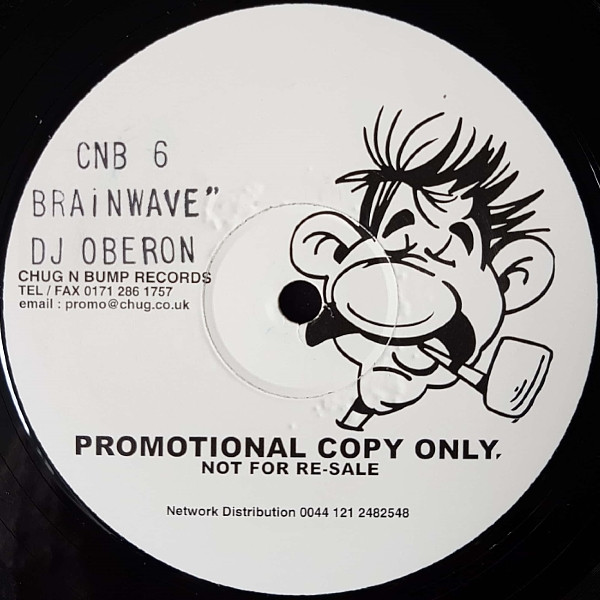 CNB 6
BRAiNWAVE"
DJ OBERON
CHUG N BUMP RECORDS
TEL / FAX 0171 286 1757
email : promo@chug.co.uk
PROMOTIONAL COPY ONLY,
NOT FOR RE-SALE
Network Distribution 0044 121 2482548